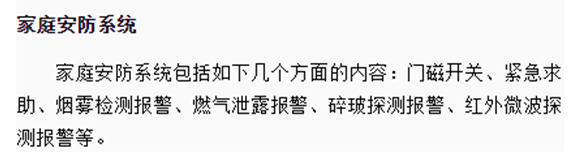 家庭安防系统
家庭安防系统包括如下几个方面的内容：门磁开关、紧急求
助、烟雾检测报警、燃气泄露报警、碎玻探测报警、红外微波探
测报警等。